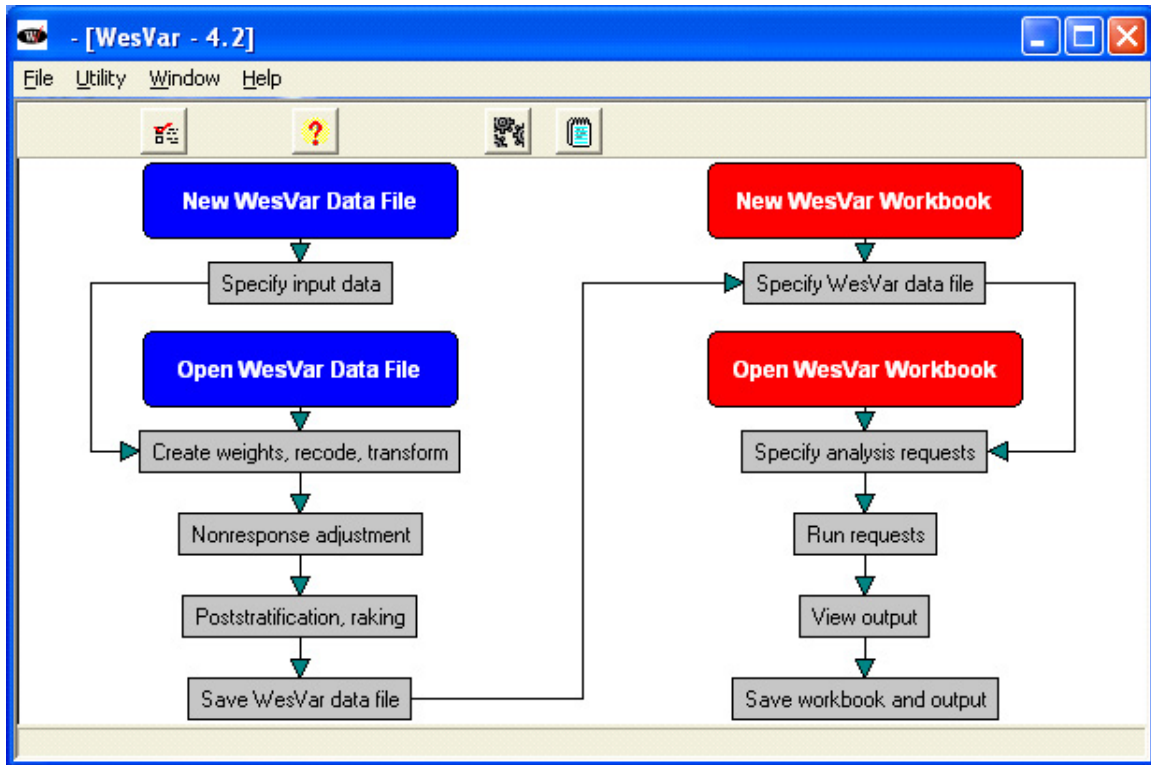 - [WesVar - 4.2]
File Utility Window Help
New WesVar Data File
Specify input data
Open WesVar Data File
Create weights, recode, transform
Nonresponse adjustment
Poststratification, raking
Save WesVar data file
New WesVar Workbook
Specify WesVar data file
Open WesVar Workbook
Specify analysis requests
Run requests
View output
Save workbook and output